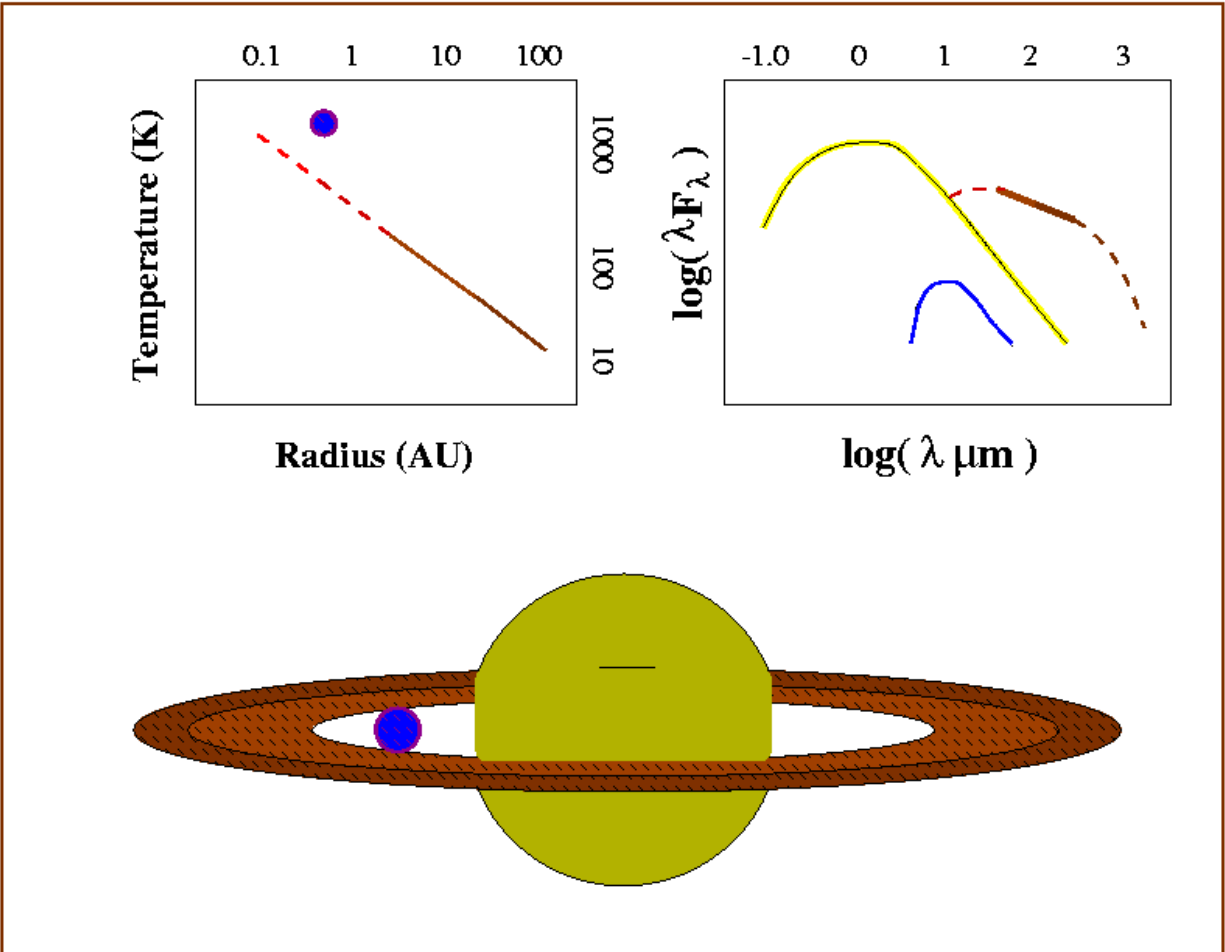 0.1 1 10 100
Temperature (K)
1000
100
10
Radius (AU)
-1.0 0 1 2 3
log( λFλ )
log( λ μm )